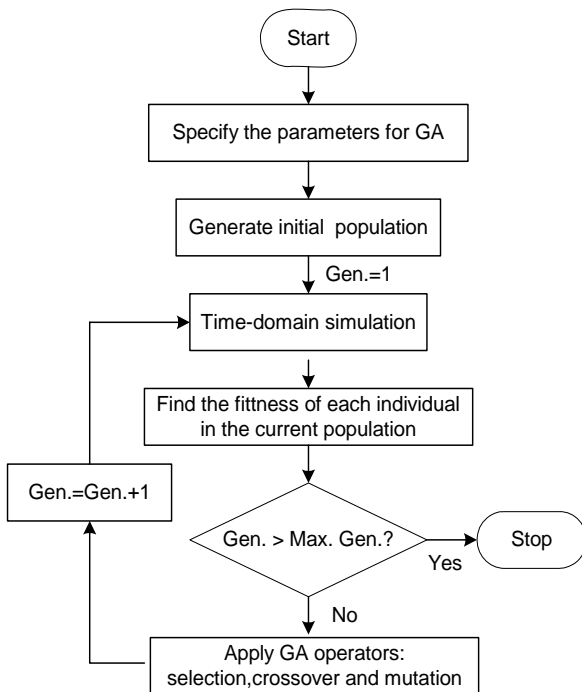 Start
Specify the parameters for GA
Generate initial population
Gen.=1
Time-domain simulation
Find the fittness of each individual
in the current population
Gen.=Gen.+1
Gen. > Max. Gen.?
Yes
Stop
No
Apply GA operators:
selection,crossover and mutation